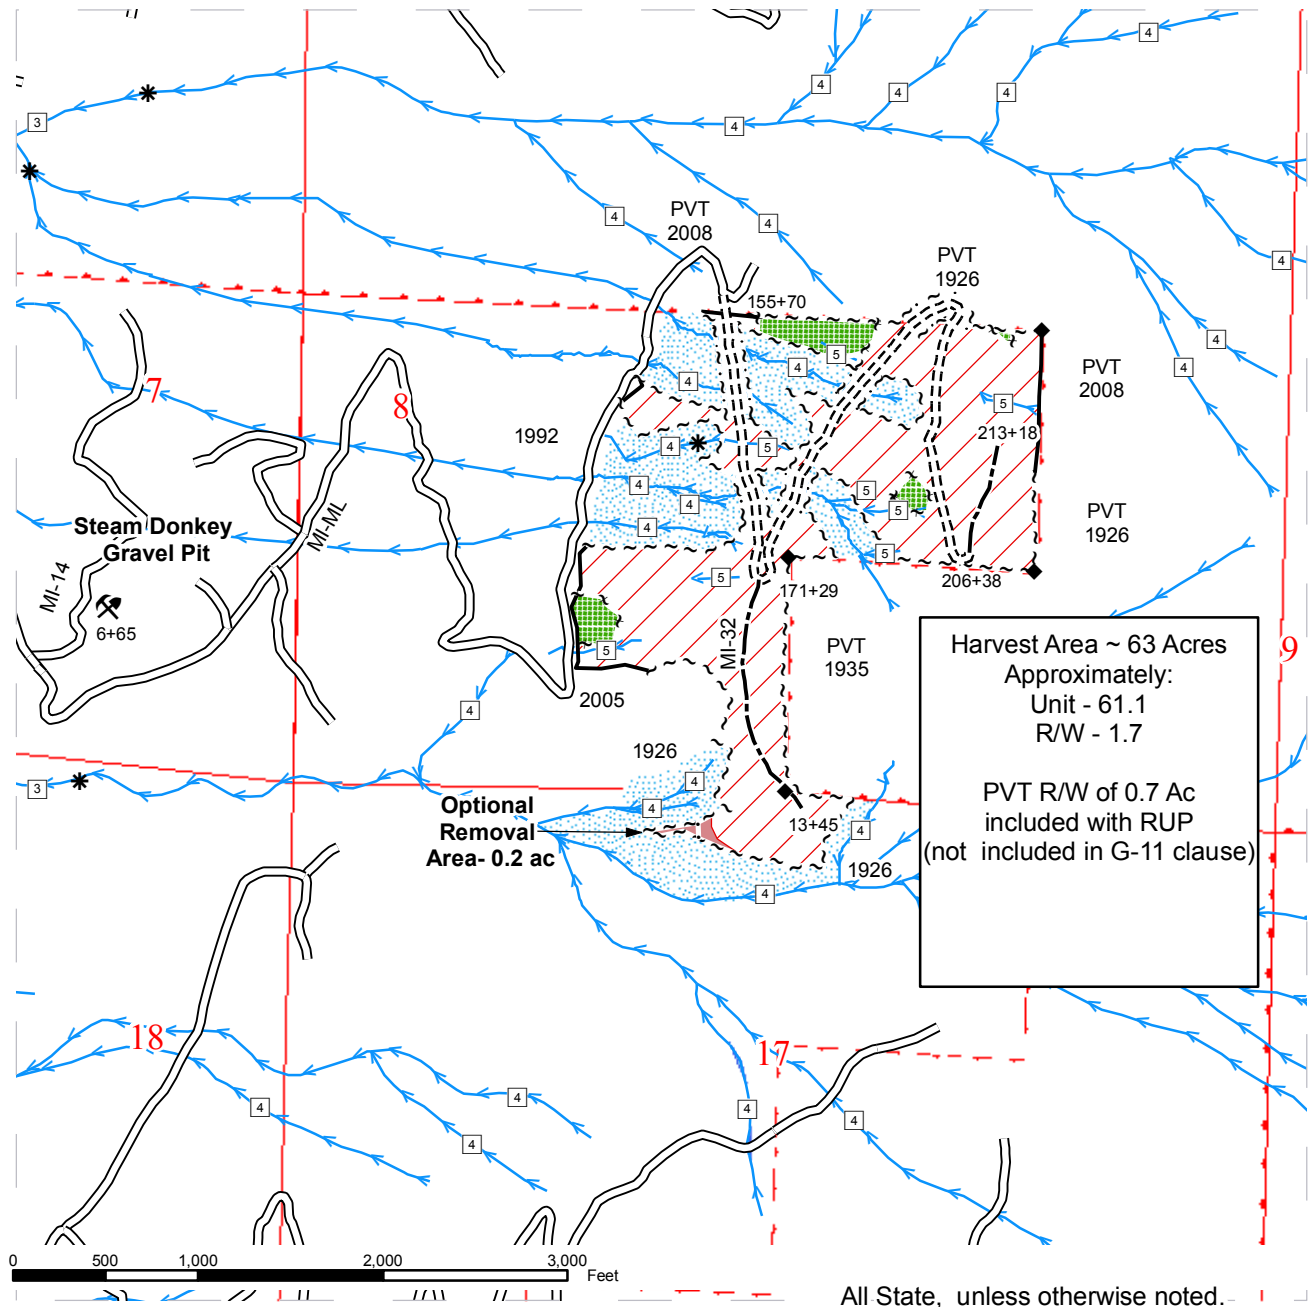 4
4
3
4
4
4
4
4
4
PVT
2008
PVT
1926
4
155+70
4
5
4
4
PVT
2008
4
7
8
5
1992
4
5
213+18
4
5
4
5
PVT
1926
Steam Donkey
Gravel Pit
MI-ML
4
5
MI-14
5
206+38
171+29
6+65
MI-32
PVT
1935
5
2005
4
Harvest Area ~ 63 Acres
Approximately:
Unit - 61.1
R/W - 1.7
PVT R/W of 0.7 Ac
included with RUP
(not included in G-11 clause)
9
1926
4
3
4
Optional
Removal
Area- 0.2 ac
13+45
4
1926
4
18
17
4
4
4
4
4
0
500
1,000
2,000
3,000
Feet
All State, unless otherwise noted.